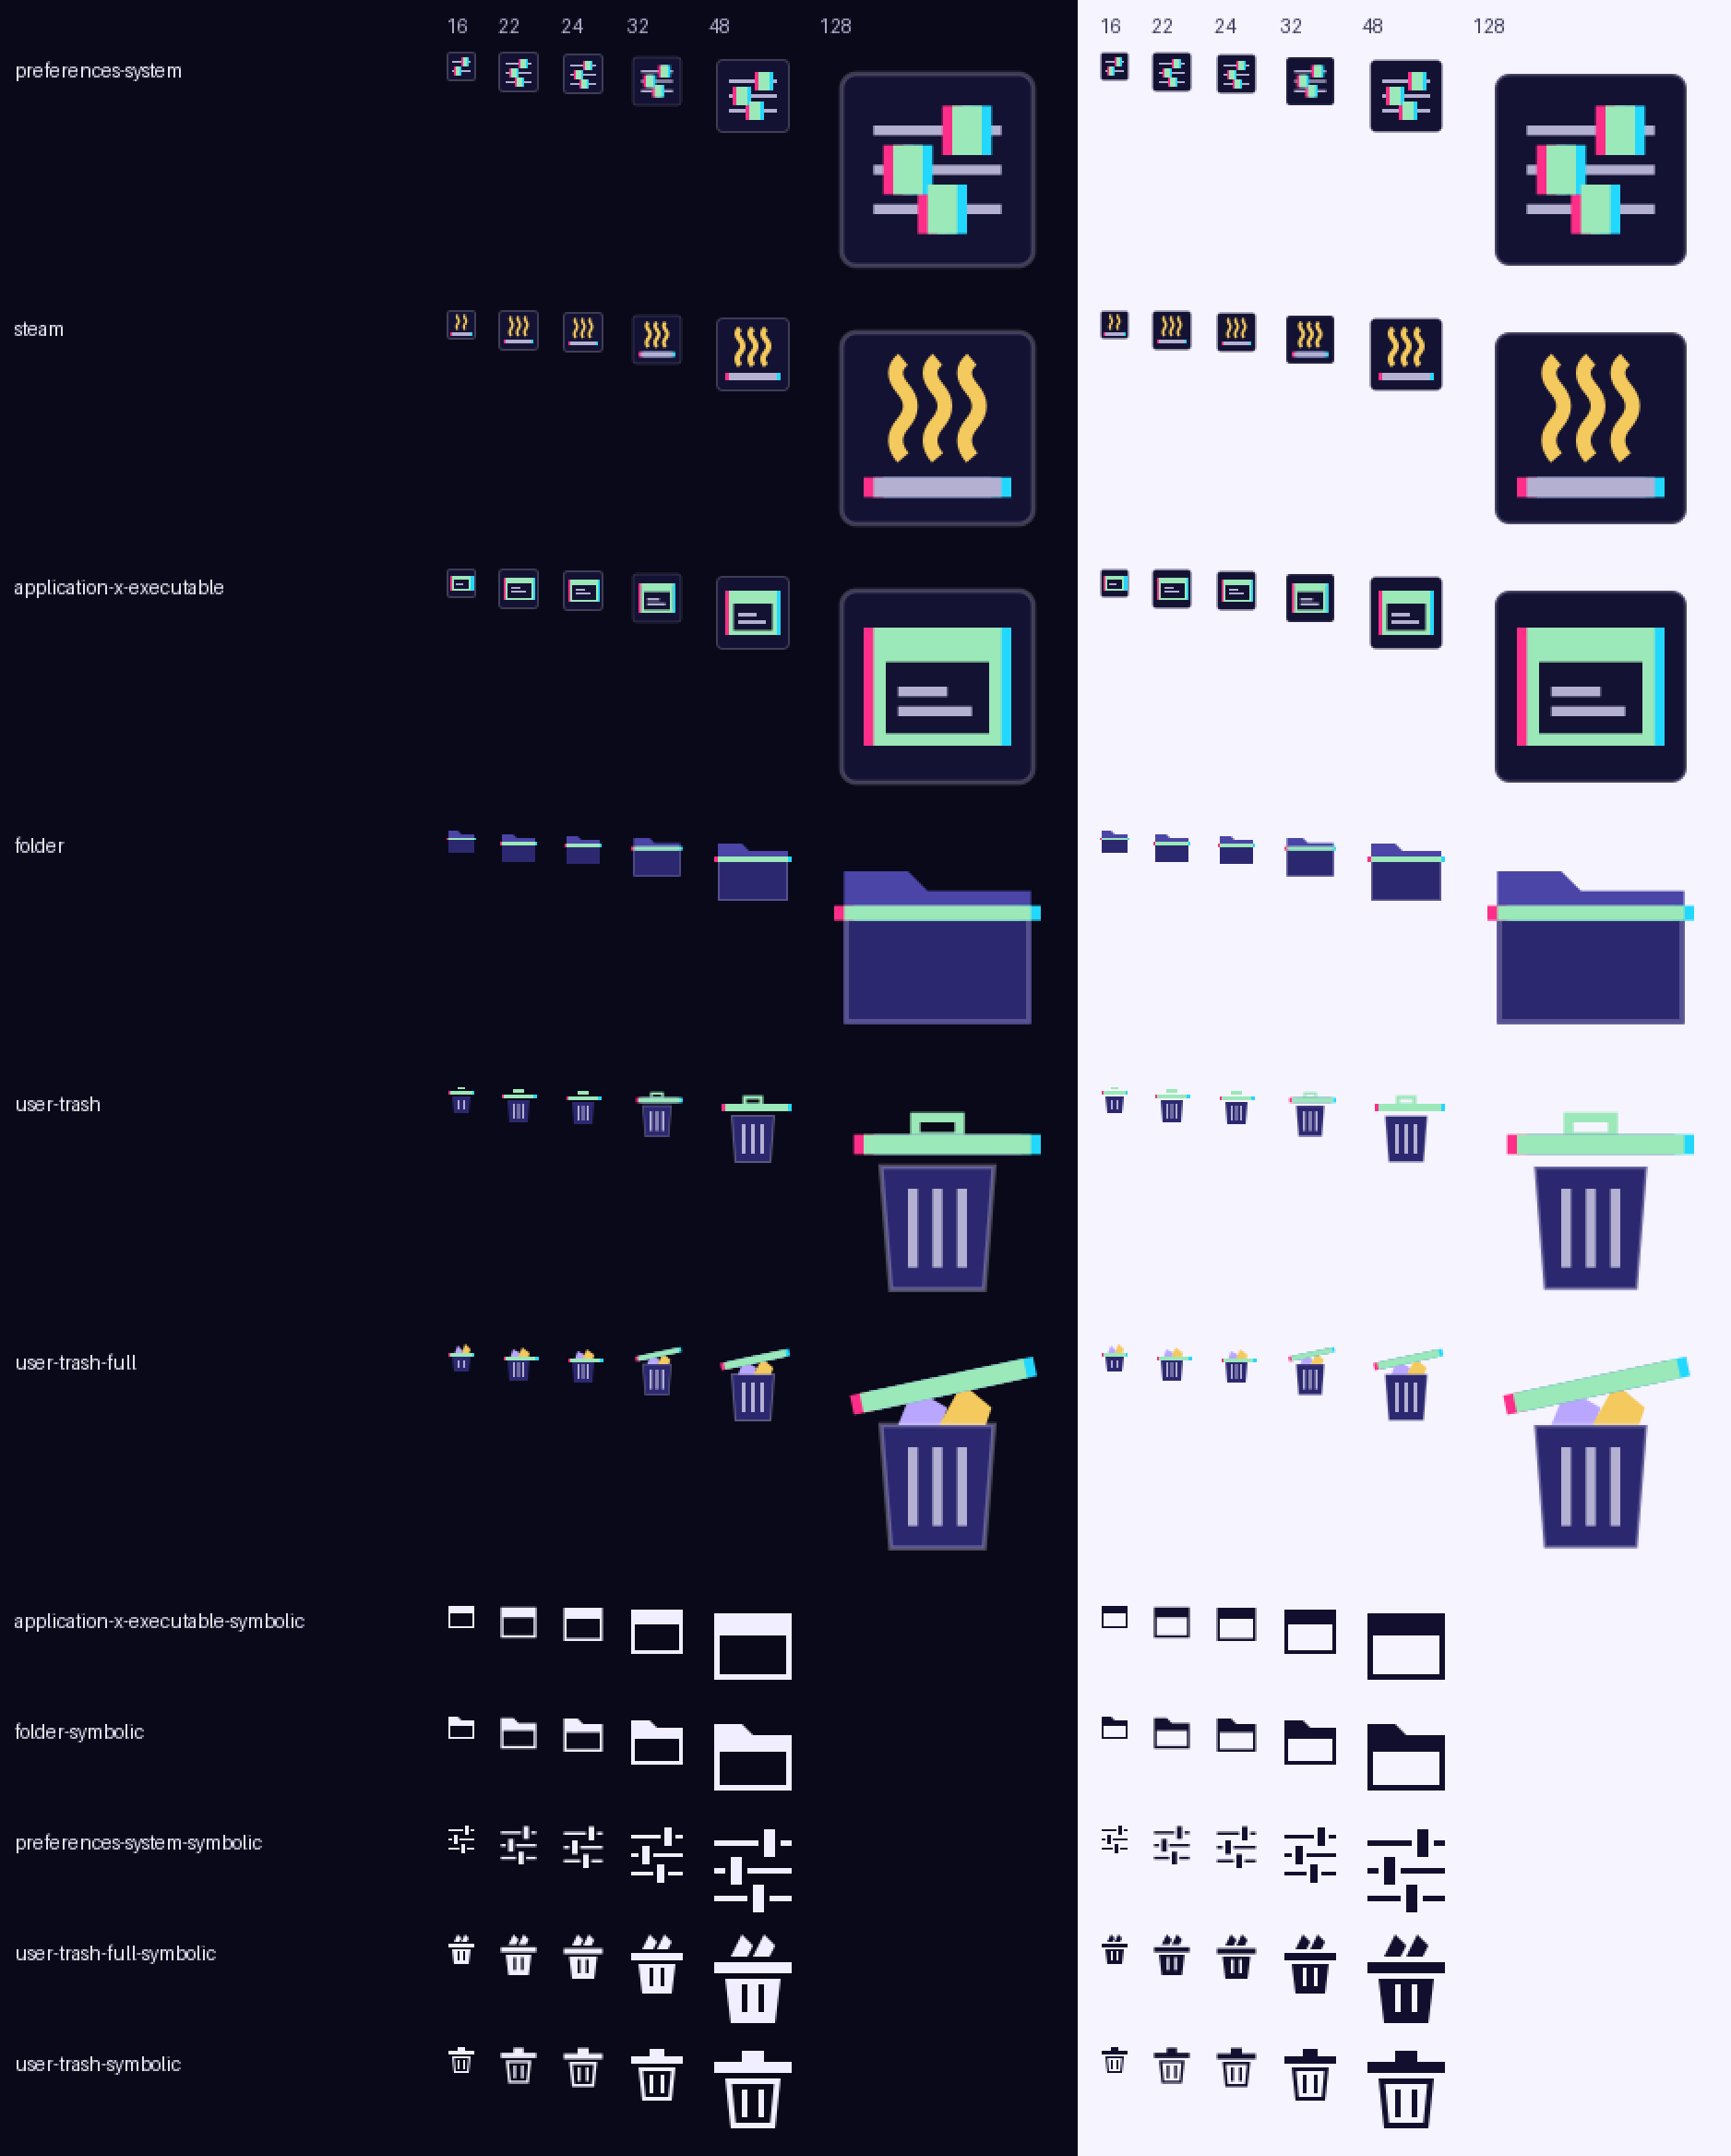 16 22 24 32 48 128 16 22 24 32 48 128
preferences-system
steam
application-x-executable
folder
user-trash
user-trash-full
application-x-executable-symbolic
folder-symbolic
preferences-system-symbolic
user-trash-full-symbolic
user-trash-symbolic